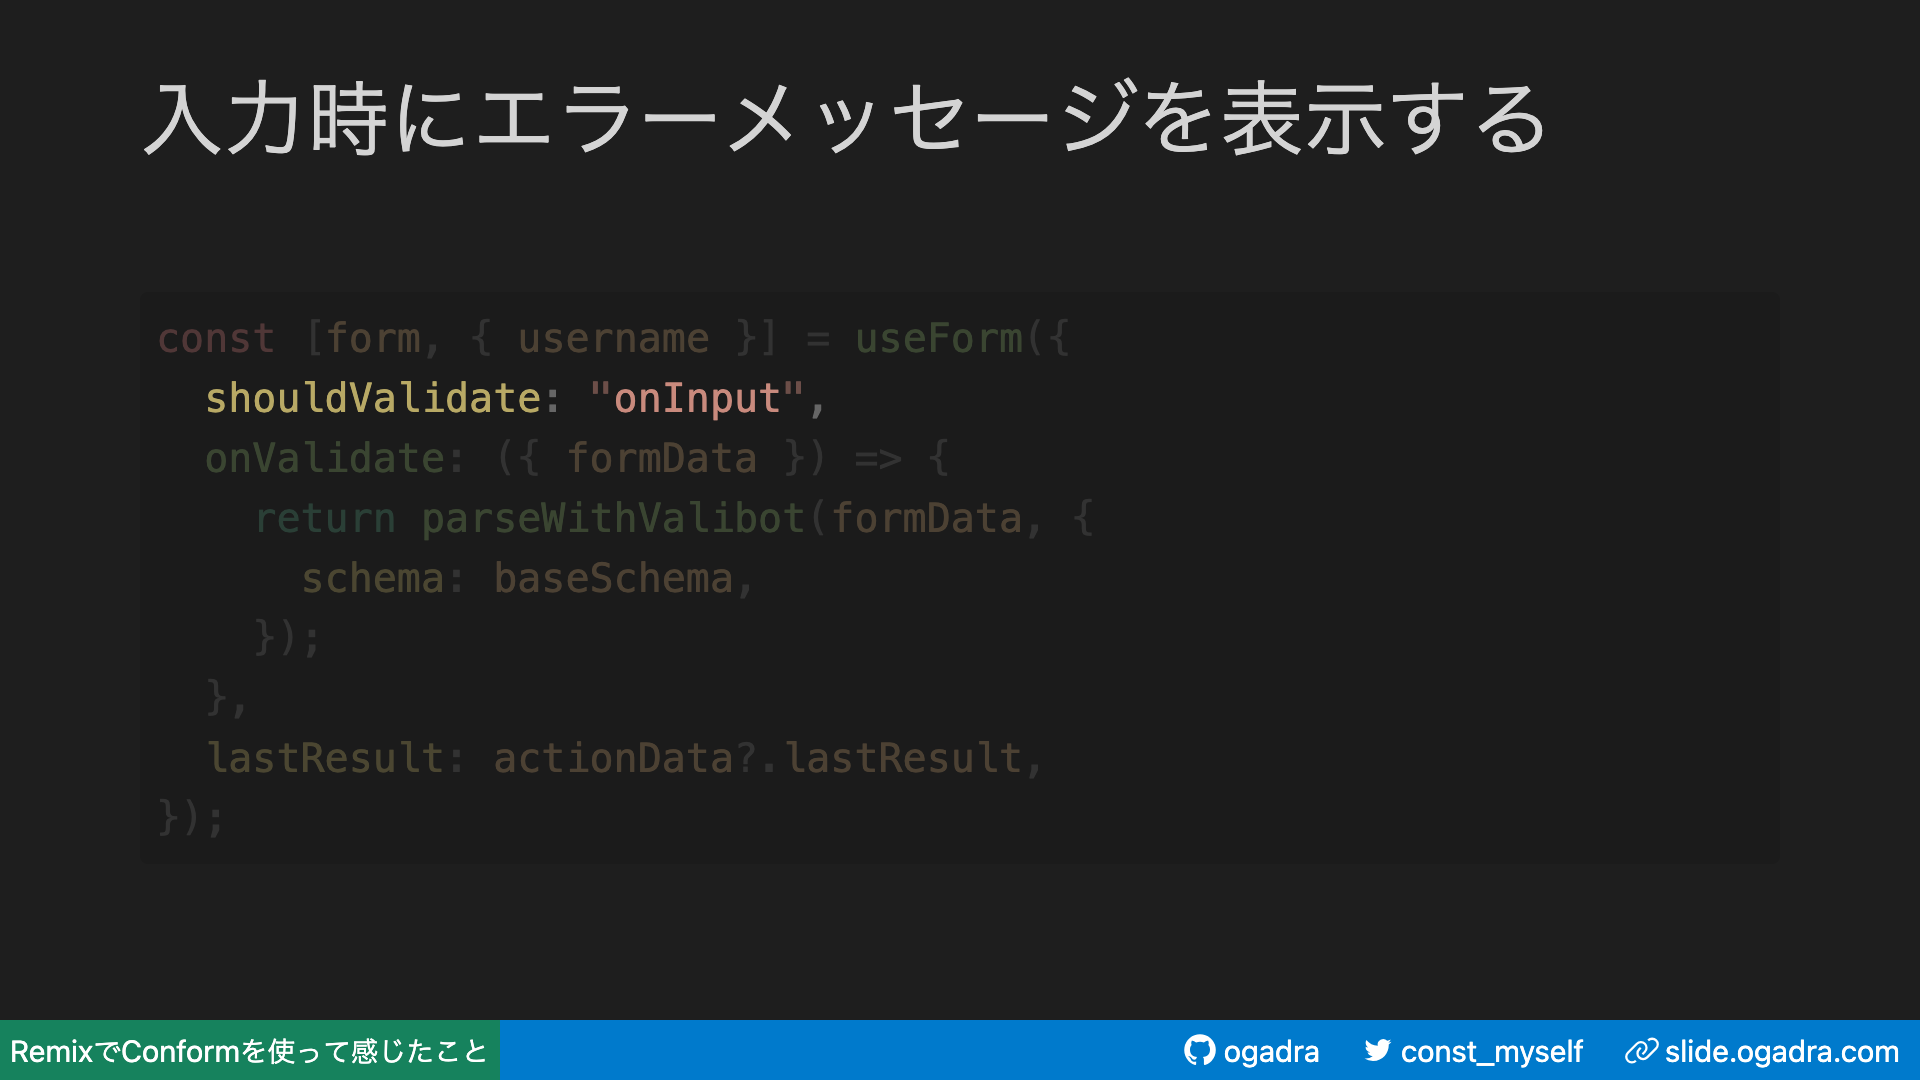 入力時にエラーメッセージを表示する
const [form, { username }] = useForm({
  shouldValidate: "onInput",
  onValidate: ({ formData }) => {
    return parseWithValibot(formData, {
      schema: baseSchema,
    });
  },
  lastResult: actionData?.lastResult,
});
RemixでConformを使って感じたこと
ogadra
const_myself
slide.ogadra.com